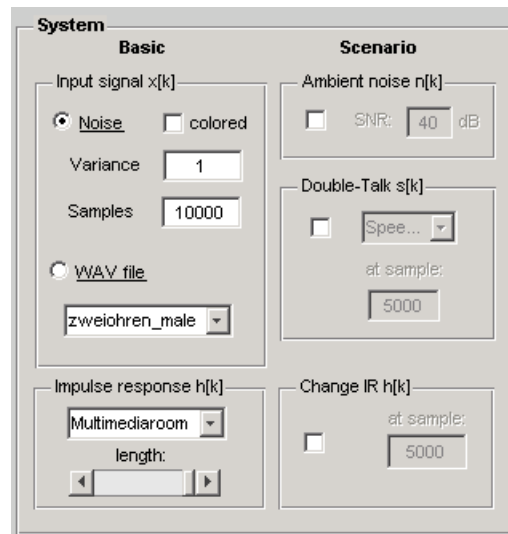 System
Basic
Input signal x[k]
Noise
colored
Variance
1
Samples
10000
WAV file
zweiohren_male
Impulse response h[k]
Multimediaroom
length:
Scenario
Ambient noise n[k]
SNR:
40
dB
Double-Talk s[k]
Spee...
at sample:
5000
Change IR h[k]
at sample:
5000